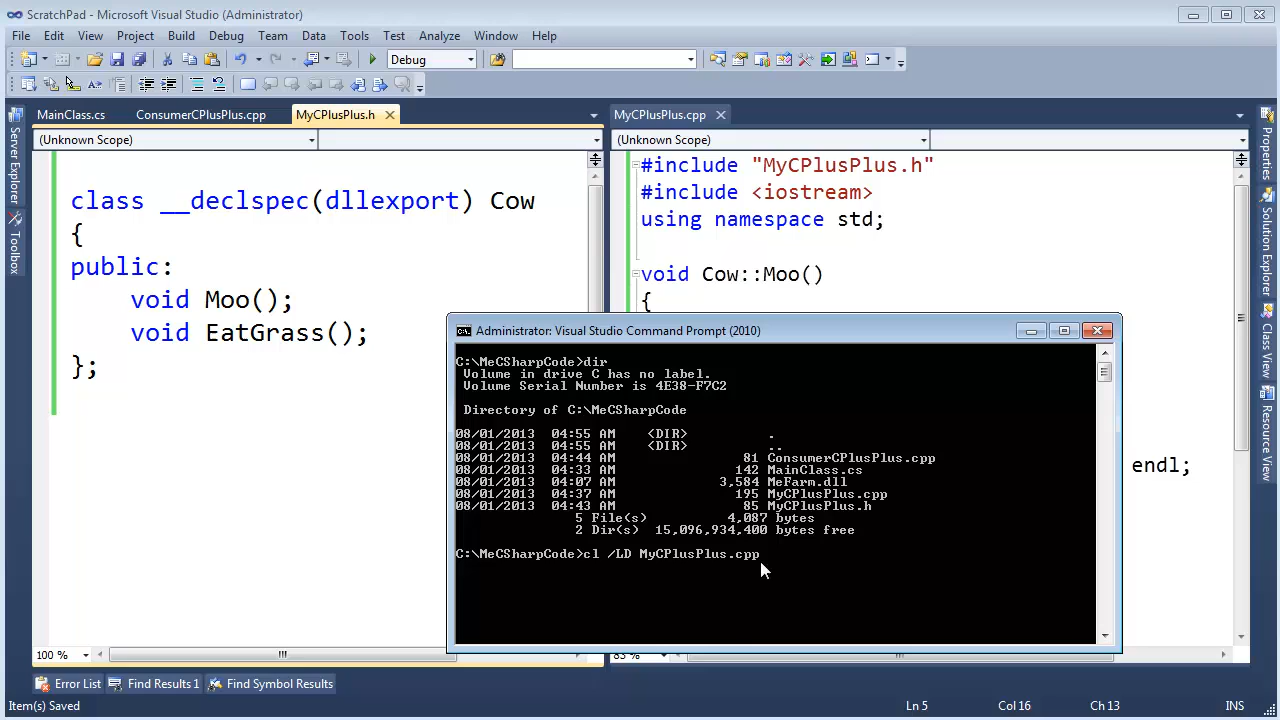 ScratchPad - Microsoft Visual Studio (Administrator)
File Edit View Project Build Debug Team Data Tools Test Analyze Window Help
Debug
MainClass.cs ConsumerCPlusPlus.cpp MyCPlusPlus.h
MyCPlusPlus.cpp
(Unknown Scope)
(Unknown Scope)
Server Explorer
Toolbox
class __declspec(dllexport) Cow
{
public:
void Moo();
void EatGrass();
};
#include "MyCPlusPlus.h"
#include <iostream>
using namespace std;
void Cow::Moo()
{
endl;
Administrator: Visual Studio Command Prompt (2010)
C:\MeCSharpCode>dir
Volume in drive C has no label.
Volume Serial Number is 4E38-F7C2
Directory of C:\MeCSharpCode
08/01/2013 04:55 AM <DIR> .
08/01/2013 04:55 AM <DIR> ..
08/01/2013 04:44 AM 81 ConsumerCPlusPlus.cpp
08/01/2013 04:33 AM 142 MainClass.cs
08/01/2013 04:07 AM 3,584 MeFarm.dll
08/01/2013 04:37 AM 195 MyCPlusPlus.cpp
08/01/2013 04:43 AM 85 MyCPlusPlus.h
5 File(s) 4,087 bytes
2 Dir(s) 15,096,934,400 bytes free
C:\MeCSharpCode>cl /LD MyCPlusPlus.cpp
Properties
Solution Explorer
Class View
Resource View
100 %
83 %
Error List Find Results 1 Find Symbol Results
Item(s) Saved Ln 5 Col 16 Ch 13 INS